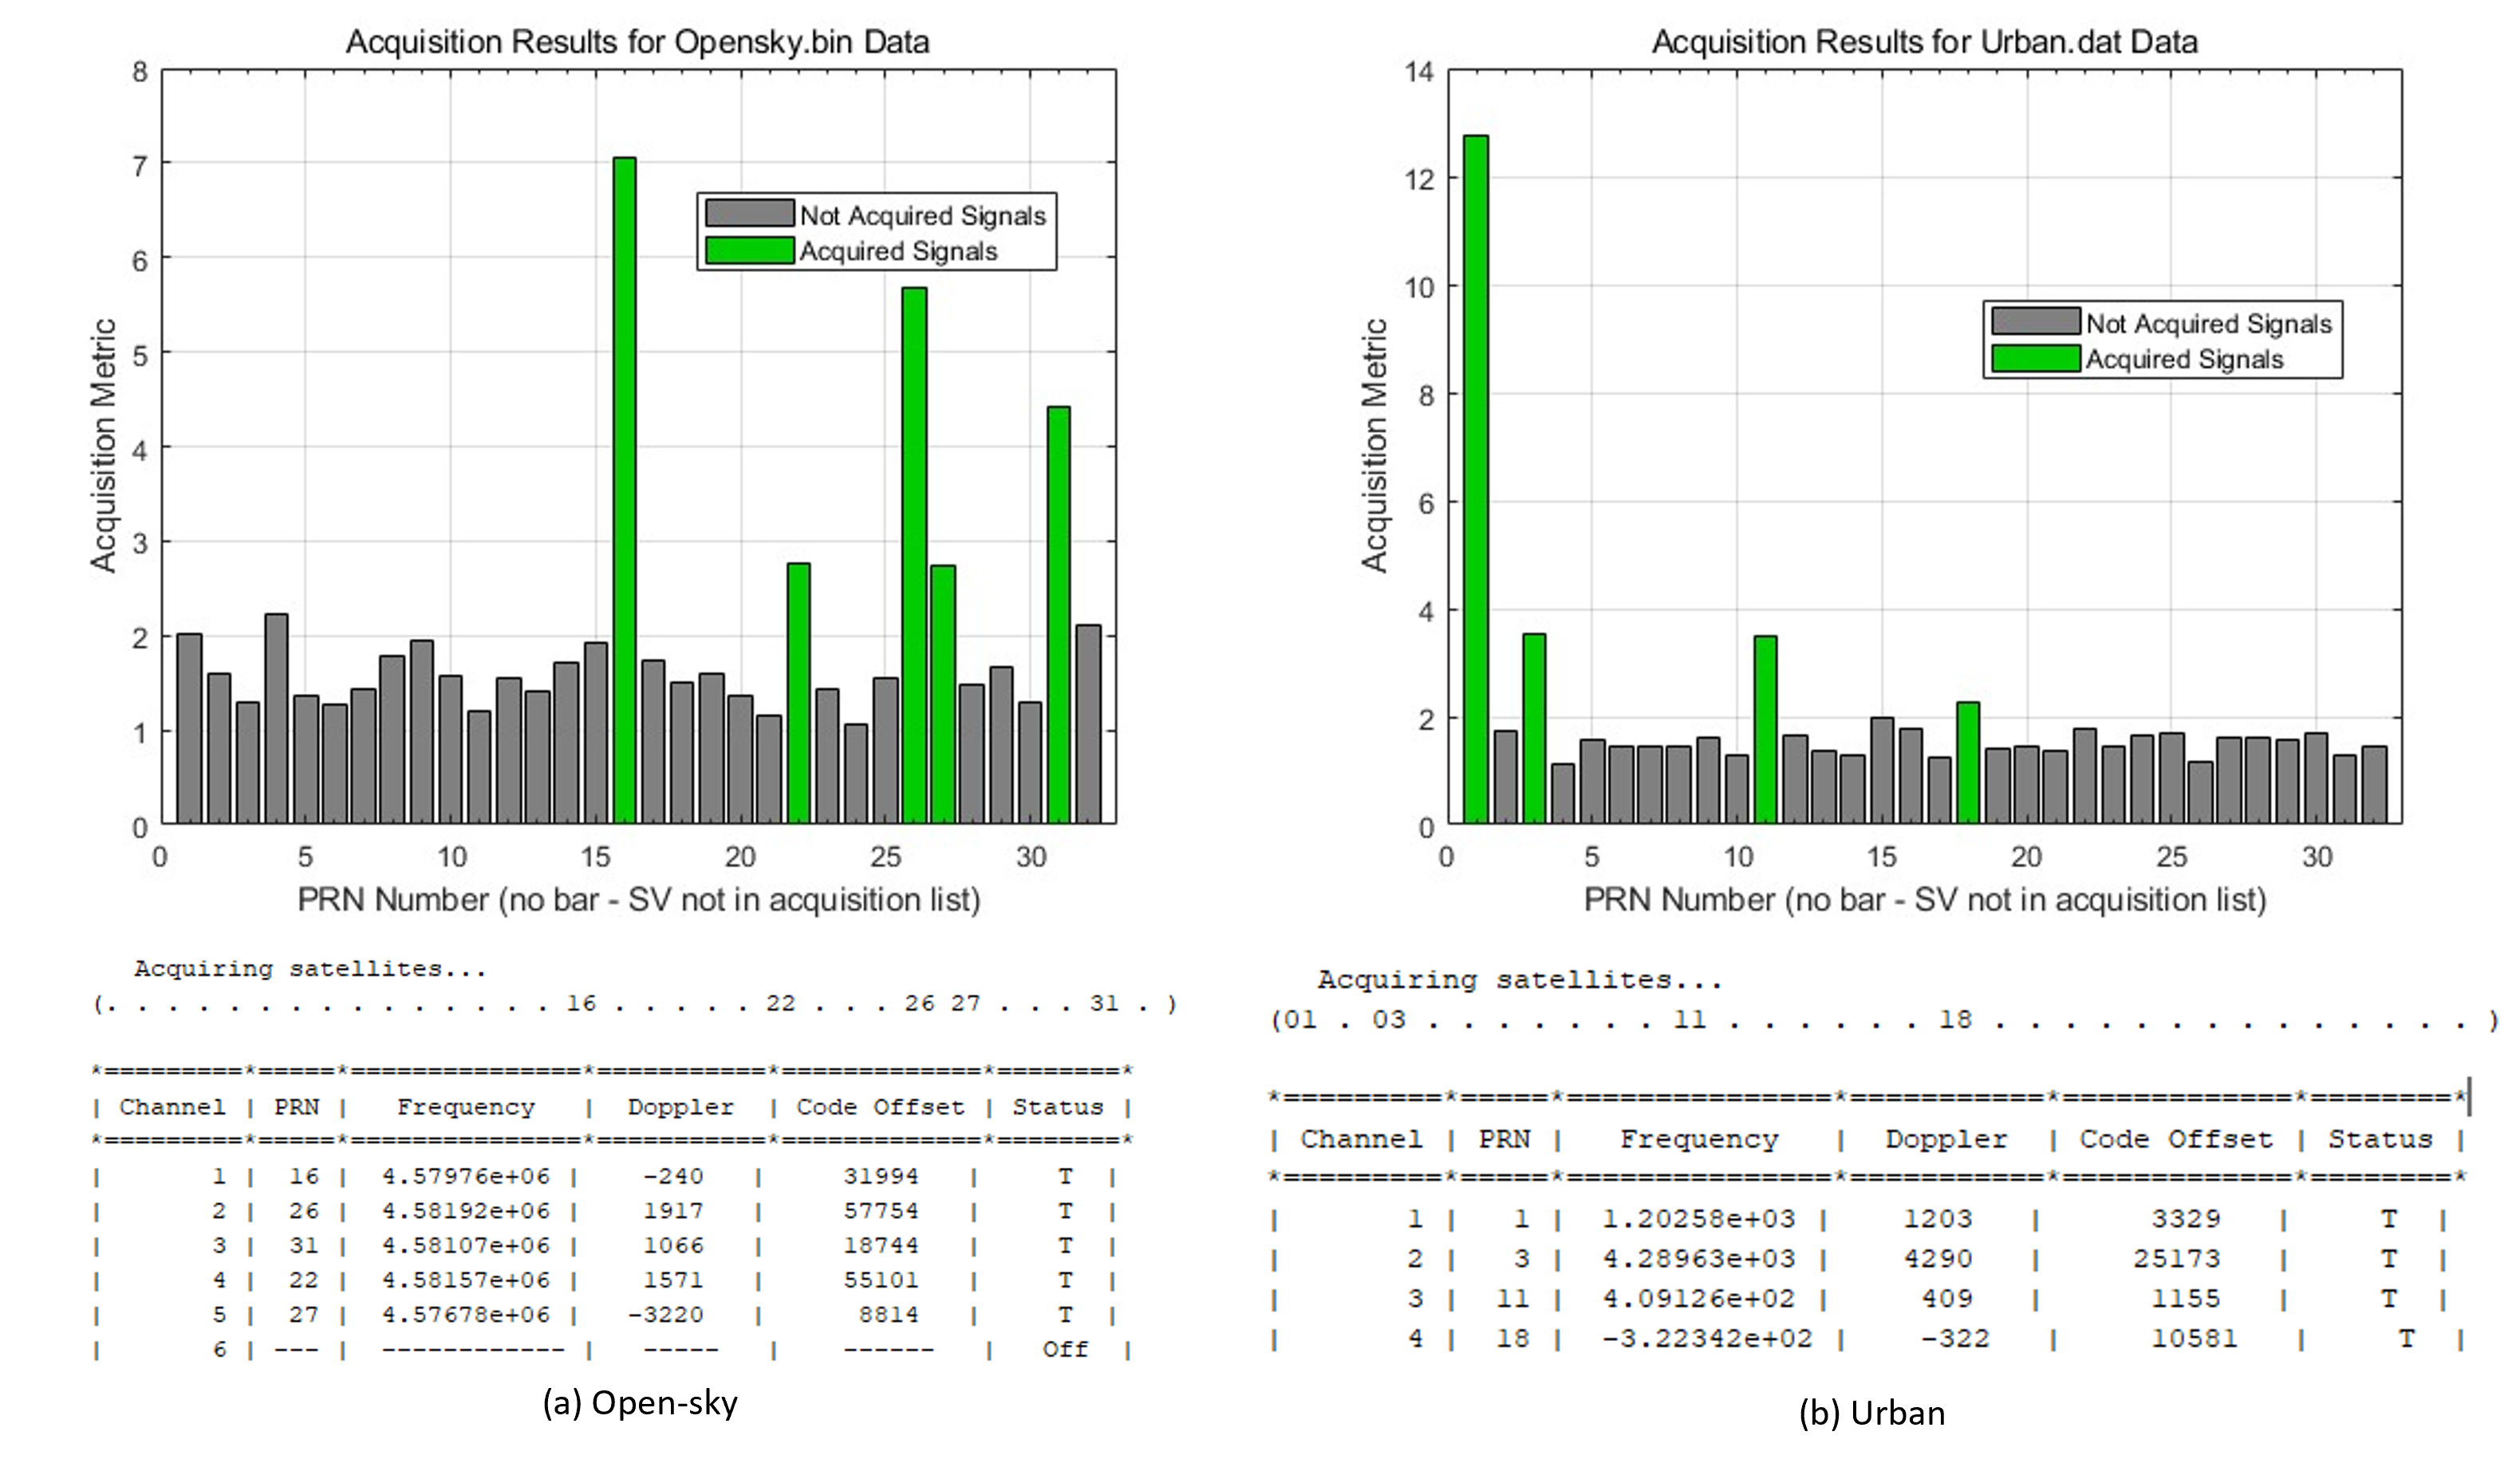 Acquisition Results for Opensky.bin Data
8
7
6
5
4
3
2
1
0
Acquisition Metric
Not Acquired Signals
Acquired Signals
0 5 10 15 20 25 30
PRN Number (no bar - SV not in acquisition list)
Acquiring satellites...
(. . . . . . . . . . . . . . . 16 . . . . . 22 . . . 26 27 . . . 31 . )
*=========*=====*===============*===========*=============*========*
| Channel | PRN | Frequency | Doppler | Code Offset | Status |
*=========*=====*===============*===========*=============*========*
| 1 | 16 | 4.57976e+06 | -240 | 31994 | T |
| 2 | 26 | 4.58192e+06 | 1917 | 57754 | T |
| 3 | 31 | 4.58107e+06 | 1066 | 18744 | T |
| 4 | 22 | 4.58157e+06 | 1571 | 55101 | T |
| 5 | 27 | 4.57678e+06 | -3220 | 8814 | T |
| 6 | --- | ------------ | ----- | ------ | Off |
(a) Open-sky
Acquisition Results for Urban.dat Data
14
12
10
8
6
4
2
0
Acquisition Metric
Not Acquired Signals
Acquired Signals
0 5 10 15 20 25 30
PRN Number (no bar - SV not in acquisition list)
Acquiring satellites...
(01 . 03 . . . . . . . 11 . . . . . . 18 . . . . . . . . . . . . . . )
*=========*=====*===============*===========*=============*========*
| Channel | PRN | Frequency | Doppler | Code Offset | Status |
*=========*=====*===============*===========*=============*========*
| 1 | 1 | 1.20258e+03 | 1203 | 3329 | T |
| 2 | 3 | 4.28963e+03 | 4290 | 25173 | T |
| 3 | 11 | 4.09126e+02 | 409 | 1155 | T |
| 4 | 18 | -3.22342e+02 | -322 | 10581 | T |
(b) Urban